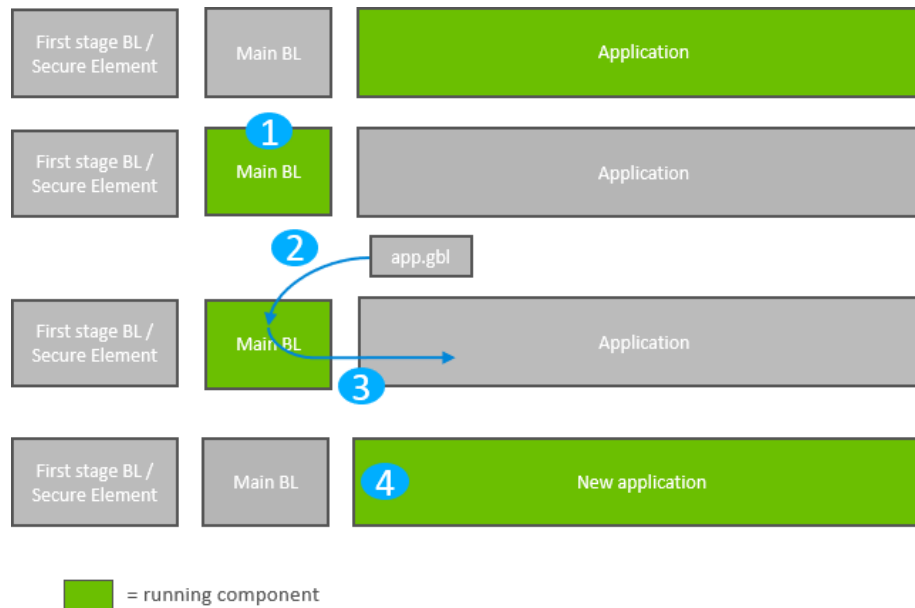 First stage BL /
Secure Element
Main BL
Application
1
First stage BL /
Secure Element
Main BL
Application
2
app.gbl
First stage BL /
Secure Element
Main BL
Application
3
First stage BL /
Secure Element
Main BL
4
New application
= running component